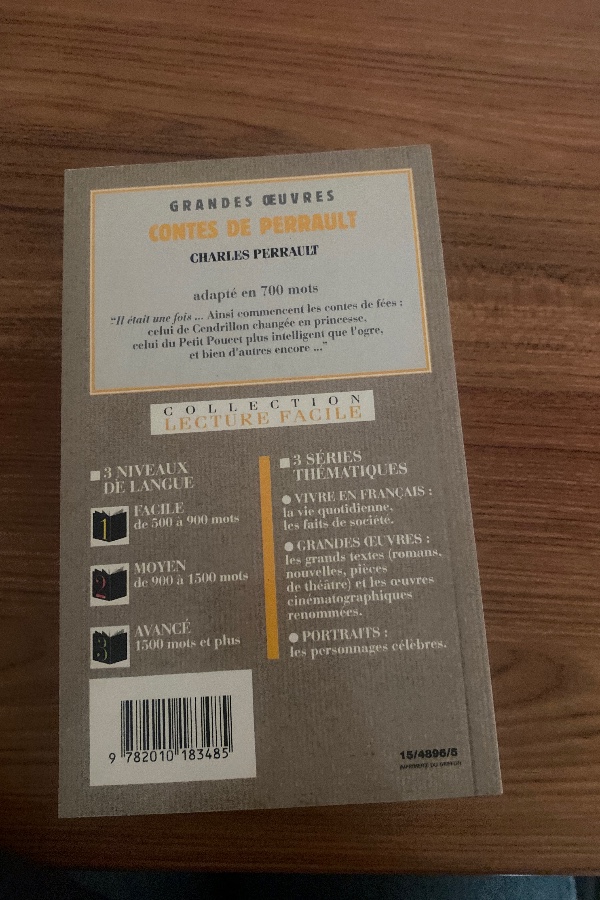 GRANDES ŒUVRES
CONTES DE PERRAULT
CHARLES PERRAULT
adapté en 700 mots
“Il était une fois ... Ainsi commencent les contes de fées :
celui de Cendrillon changée en princesse,
celui du Petit Poucet plus intelligent que l'ogre,
et bien d'autres encore ...”
COLLECTION
LECTURE FACILE
3 NIVEAUX
DE LANGUE
1
FACILE
de 500 à 900 mots
2
MOYEN
de 900 à 1500 mots
3
AVANCÉ
1500 mots et plus
3 SÉRIES
THÉMATIQUES
● VIVRE EN FRANÇAIS :
la vie quotidienne,
les faits de société.
● GRANDES ŒUVRES :
les grands textes (romans,
nouvelles, pièces
de théâtre) et les œuvres
cinématographiques
renommées.
● PORTRAITS :
les personnages célèbres.
9 782010 183485
15/4896/5